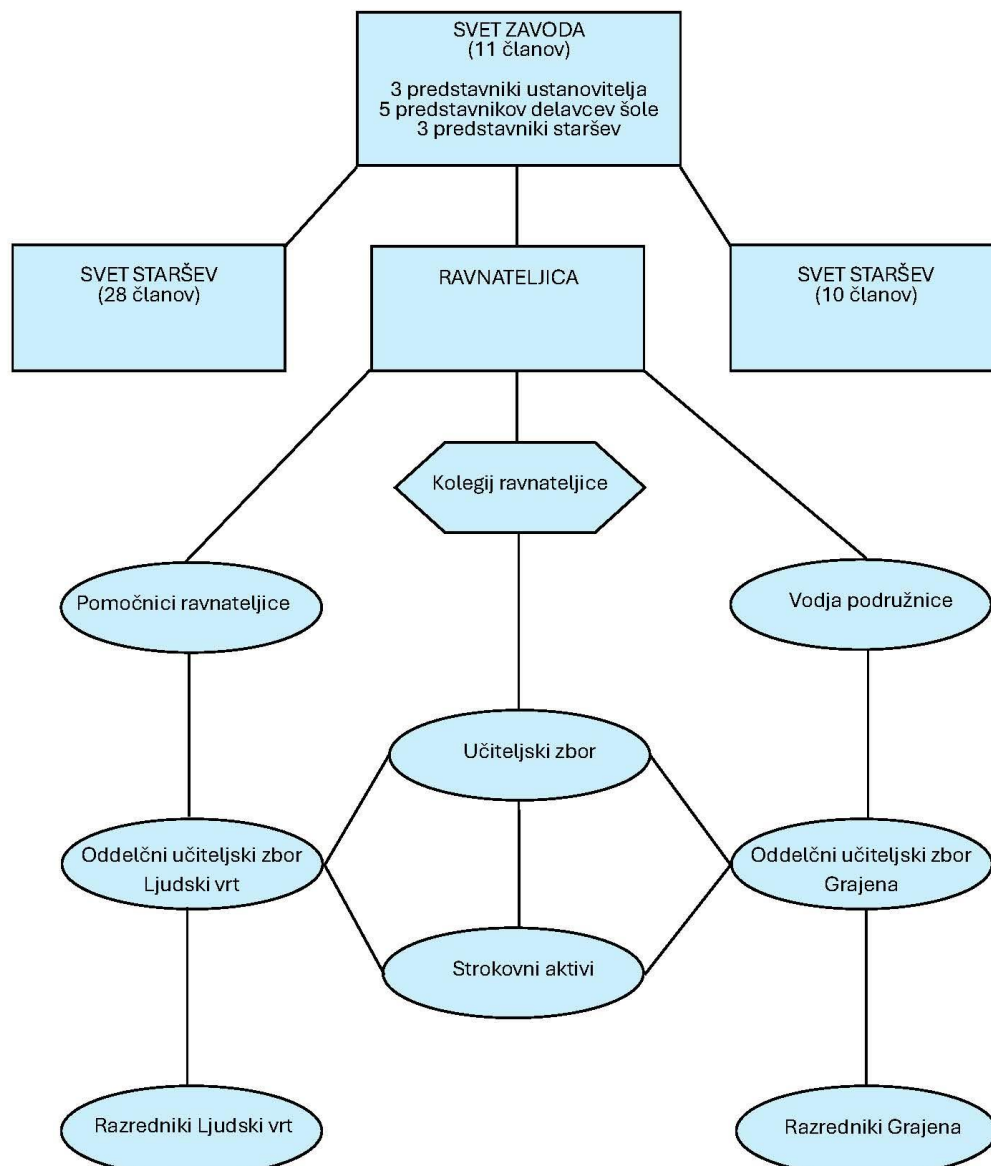 SVET ZAVODA
(11 članov)
3 predstavniki ustanovitelja
5 predstavnikov delavcev šole
3 predstavniki staršev
SVET STARŠEV
(28 članov)
RAVNATELJICA
SVET STARŠEV
(10 članov)
Kolegij ravnateljice
Pomočnici ravnateljice
Vodja podružnice
Učiteljski zbor
Oddelčni učiteljski zbor
Ljudski vrt
Oddelčni učiteljski zbor
Grajena
Strokovni aktivi
Razredniki Ljudski vrt
Razredniki Grajena